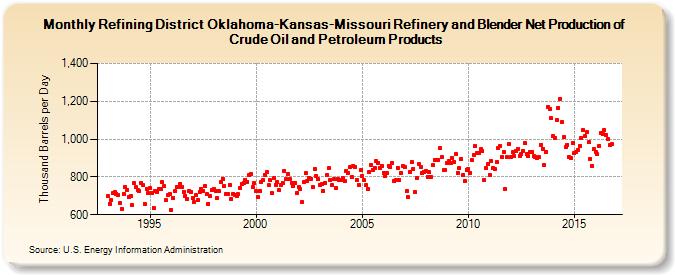 Monthly Refining District Oklahoma-Kansas-Missouri Refinery and Blender Net Production of
Crude Oil and Petroleum Products
Thousand Barrels per Day
1,400
1,200
1,000
800
600
1995
2000
2005
2010
2015
Source: U.S. Energy Information Administration